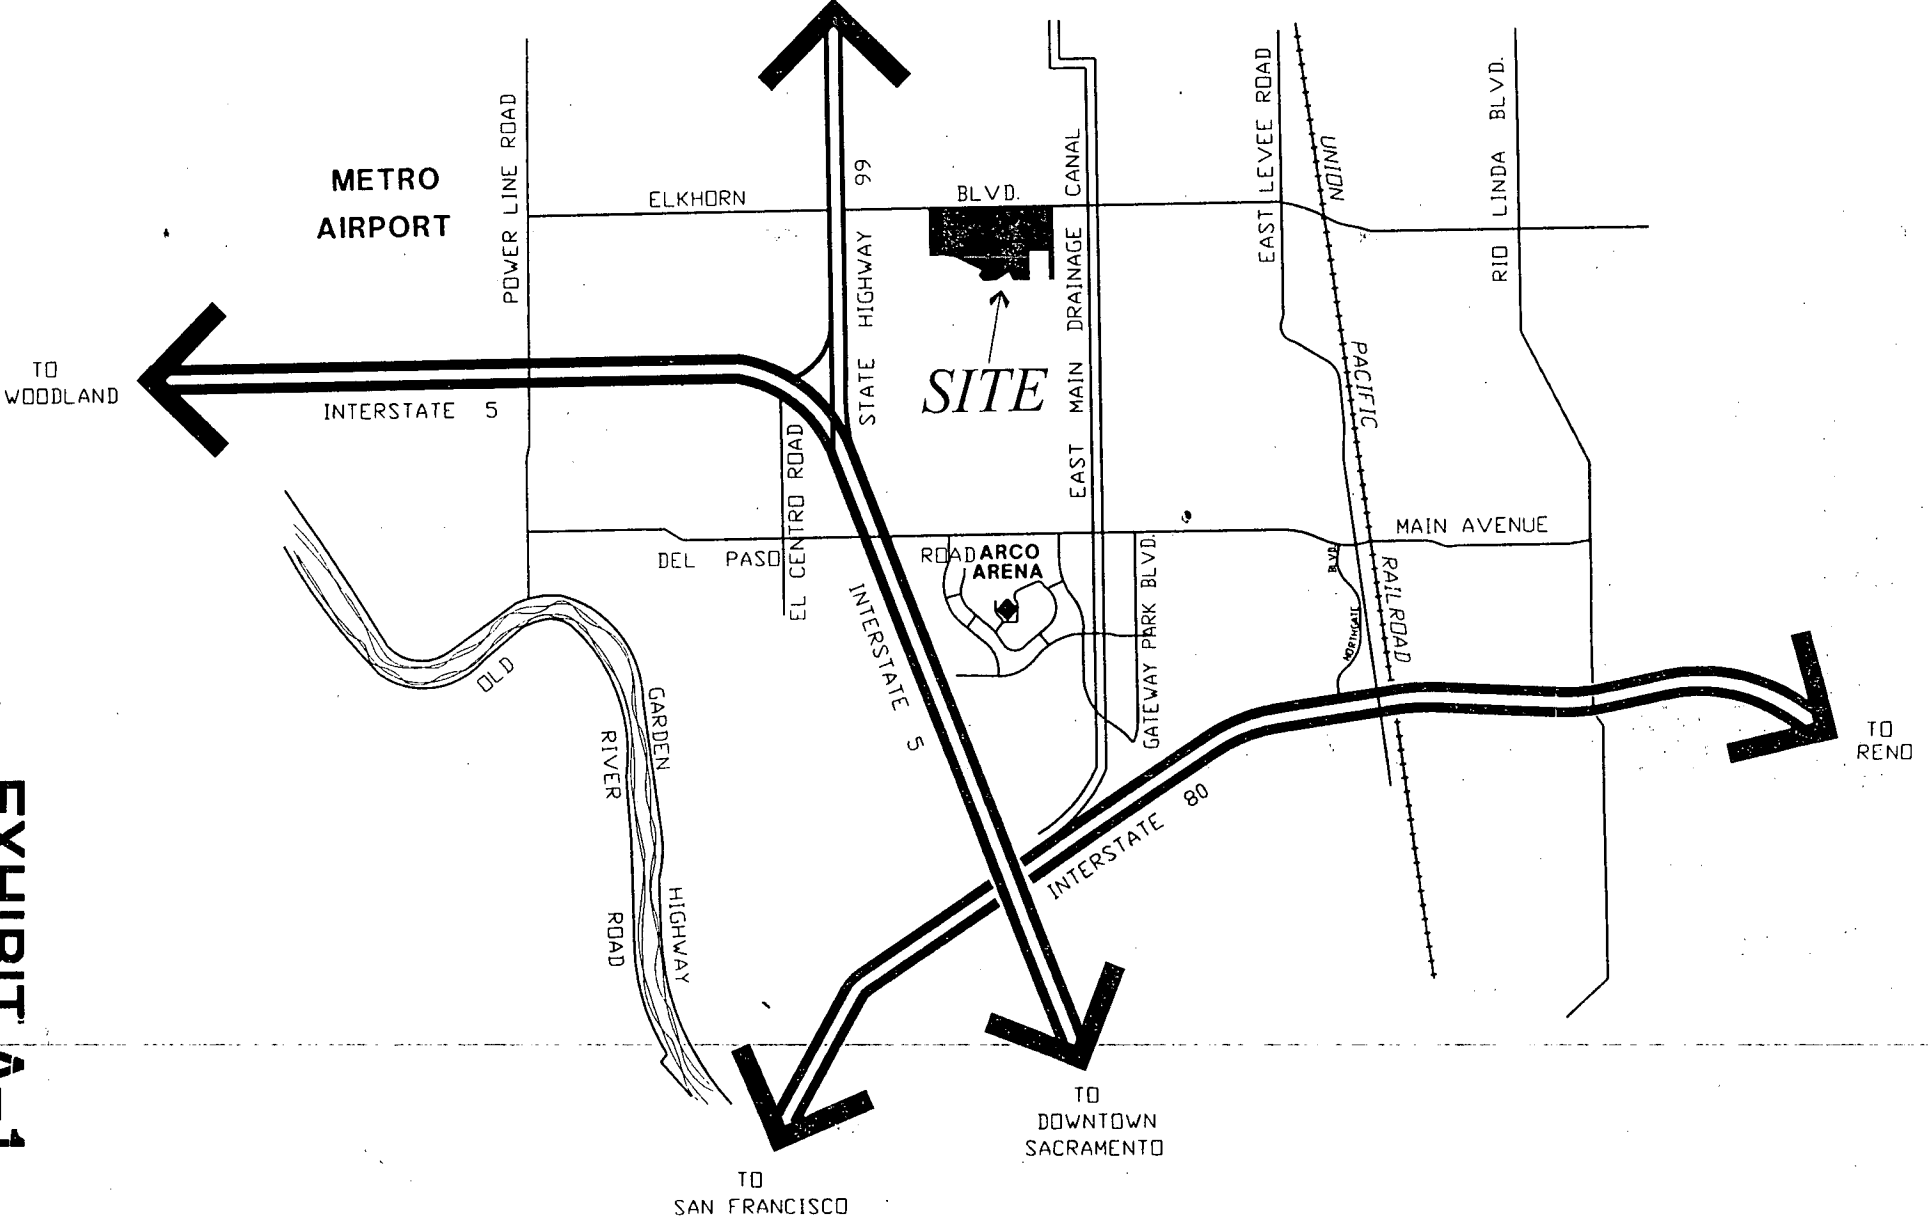 METRO
AIRPORT
POWER LINE ROAD
ELKHORN
BLVD.
STATE HIGHWAY 99
EAST MAIN DRAINAGE CANAL
EAST LEVEE ROAD
UNION
PACIFIC
RAILROAD
RIO LINDA BLVD.
TO
WOODLAND
INTERSTATE 5
SITE
EL CENTRO ROAD
DEL PASO
ROAD
ARCO
ARENA
MAIN AVENUE
GATEWAY PARK BLVD.
NORTHGATE
BLVD
INTERSTATE 5
OLD
RIVER
ROAD
GARDEN
HIGHWAY
INTERSTATE 80
TO
RENO
TO
DOWNTOWN
SACRAMENTO
TO
SAN FRANCISCO
EXHIBIT A-1